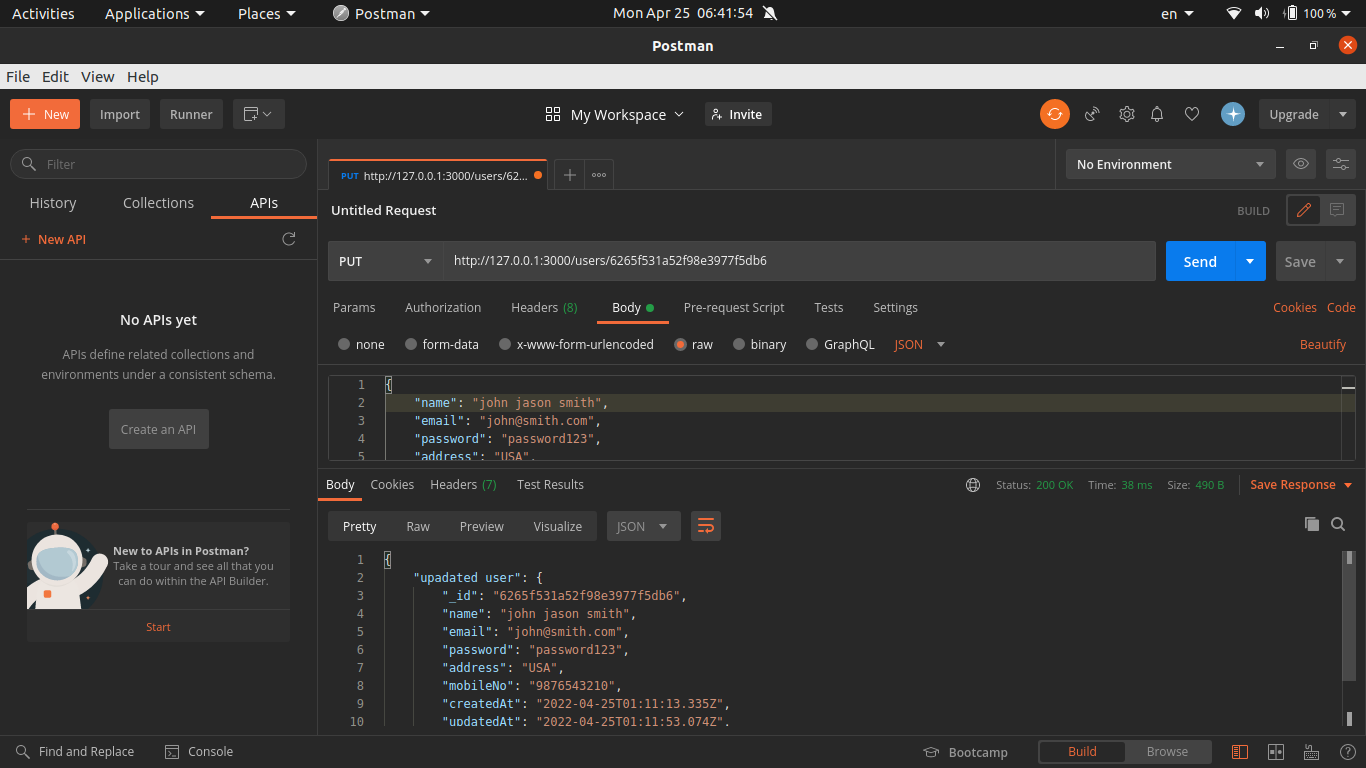 Activities Applications Places Postman Mon Apr 25 06:41:54 en 100 %
Postman
File Edit View Help
New Import Runner My Workspace Invite Upgrade
Filter
History Collections APIs
New API
No APIs yet
APIs define related collections and
environments under a consistent schema.
Create an API
New to APIs in Postman?
Take a tour and see all that you
can do within the API Builder.
Start
PUT http://127.0.0.1:3000/users/62...
No Environment
Untitled Request BUILD
PUT http://127.0.0.1:3000/users/6265f531a52f98e3977f5db6 Send Save
Params Authorization Headers (8) Body Pre-request Script Tests Settings Cookies Code
none form-data x-www-form-urlencoded raw binary GraphQL JSON Beautify
1 {
2 "name": "john jason smith",
3 "email": "john@smith.com",
4 "password": "password123",
5 "address": "USA",
Body Cookies Headers (7) Test Results Status: 200 OK Time: 38 ms Size: 490 B Save Response
Pretty Raw Preview Visualize JSON
1 {
2 "upadated user": {
3 "_id": "6265f531a52f98e3977f5db6",
4 "name": "john jason smith",
5 "email": "john@smith.com",
6 "password": "password123",
7 "address": "USA",
8 "mobileNo": "9876543210",
9 "createdAt": "2022-04-25T01:11:13.335Z",
10 "updatedAt": "2022-04-25T01:11:53.074Z",
Find and Replace Console Bootcamp Build Browse